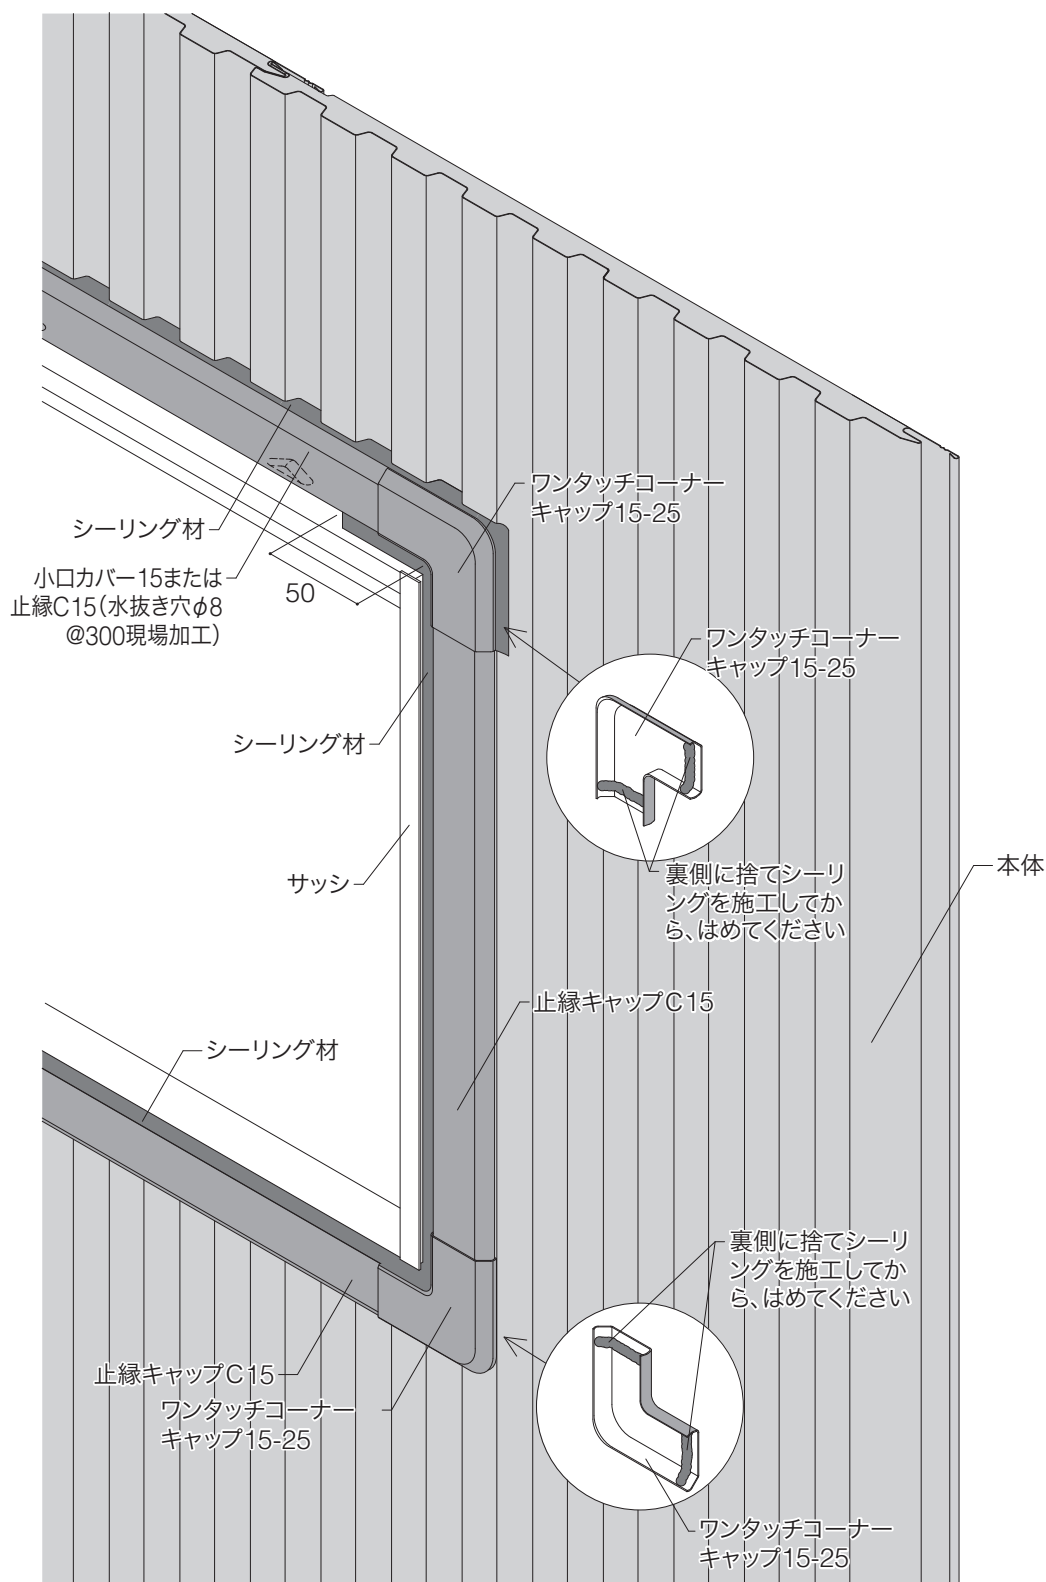 ワンタッチコーナー
キャップ15-25
シーリング材
小口カバー15または
止縁C15(水抜き穴φ8
@300現場加工)
50
ワンタッチコーナー
キャップ15-25
シーリング材
サッシ
裏側に捨てシーリ
ングを施工してか
ら、はめてください
本体
止縁キャップC15
シーリング材
裏側に捨てシーリ
ングを施工してか
ら、はめてください
止縁キャップC15
ワンタッチコーナー
キャップ15-25
ワンタッチコーナー
キャップ15-25